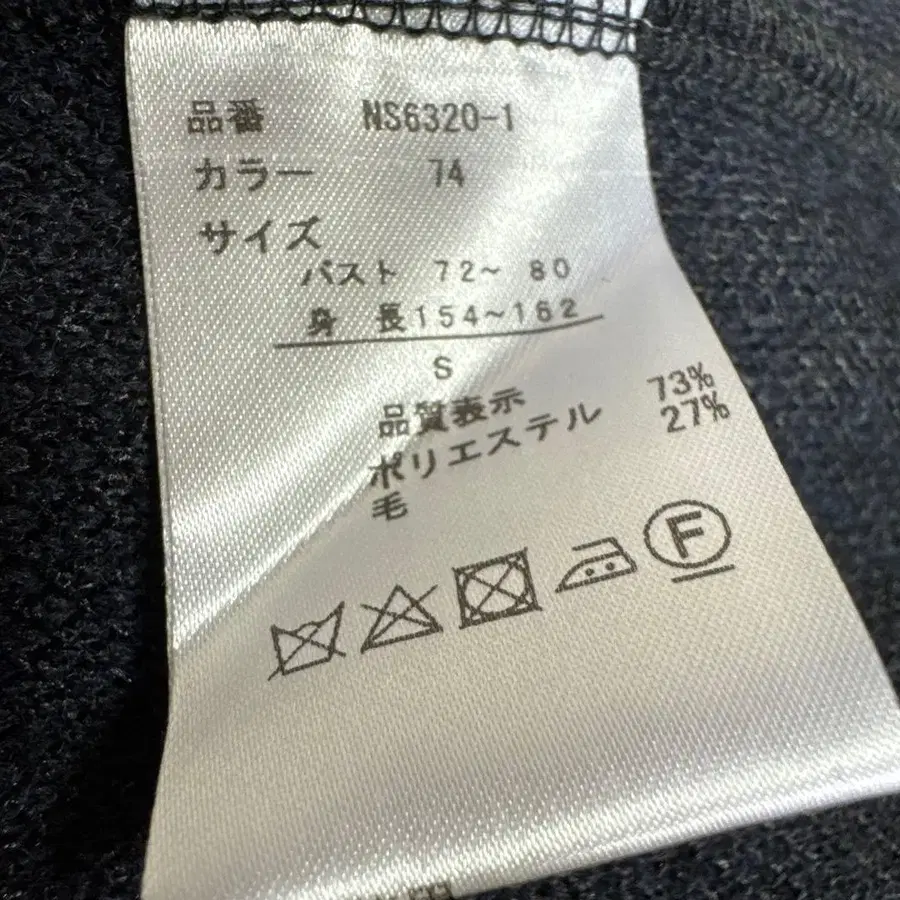 品番 NS6320-1
カラー 74
サイズ
バスト 72~ 80
身 長154~162
S
品質表示
ポリエステル 73%
毛 27%
F